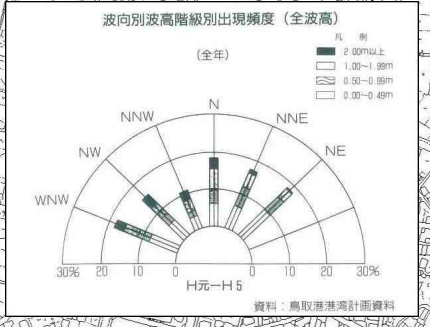 波向別波高階級別出現頻度（全波高）
凡 例
2.00m以上
1.00～1.99m
0.50～0.99m
0.00～0.49m
（全年）
N
NNW
NNE
NW
NE
WNW
30% 20 10 0 0 10 20 30%
H元ーH5
資料：鳥取港港湾計画資料